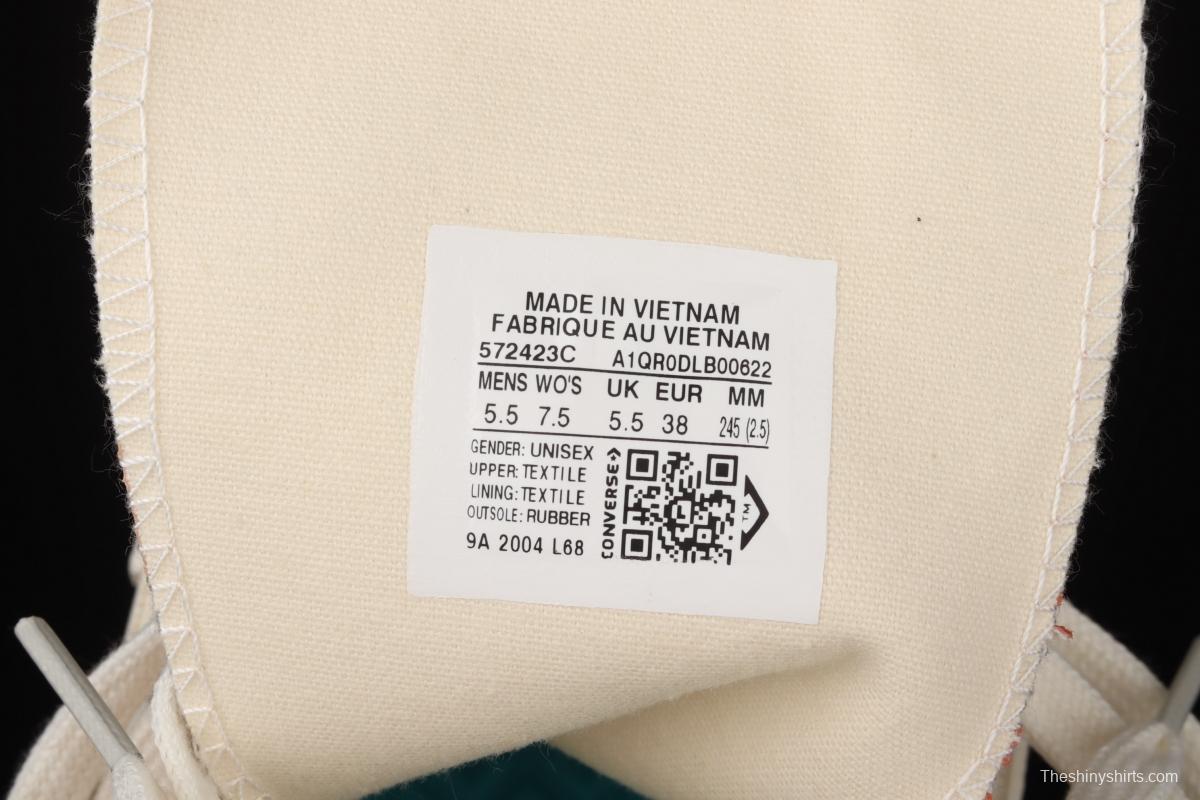 MADE IN VIETNAM
FABRIQUE AU VIETNAM
572423C A1QR0DLB00622
MENS WO'S UK EUR MM
5.5 7.5 5.5 38 245 (2.5)
GENDER: UNISEX
UPPER: TEXTILE
LINING: TEXTILE
OUTSOLE: RUBBER
9A 2004 L68
CONVERSE
TM
Theshinyshirts.com